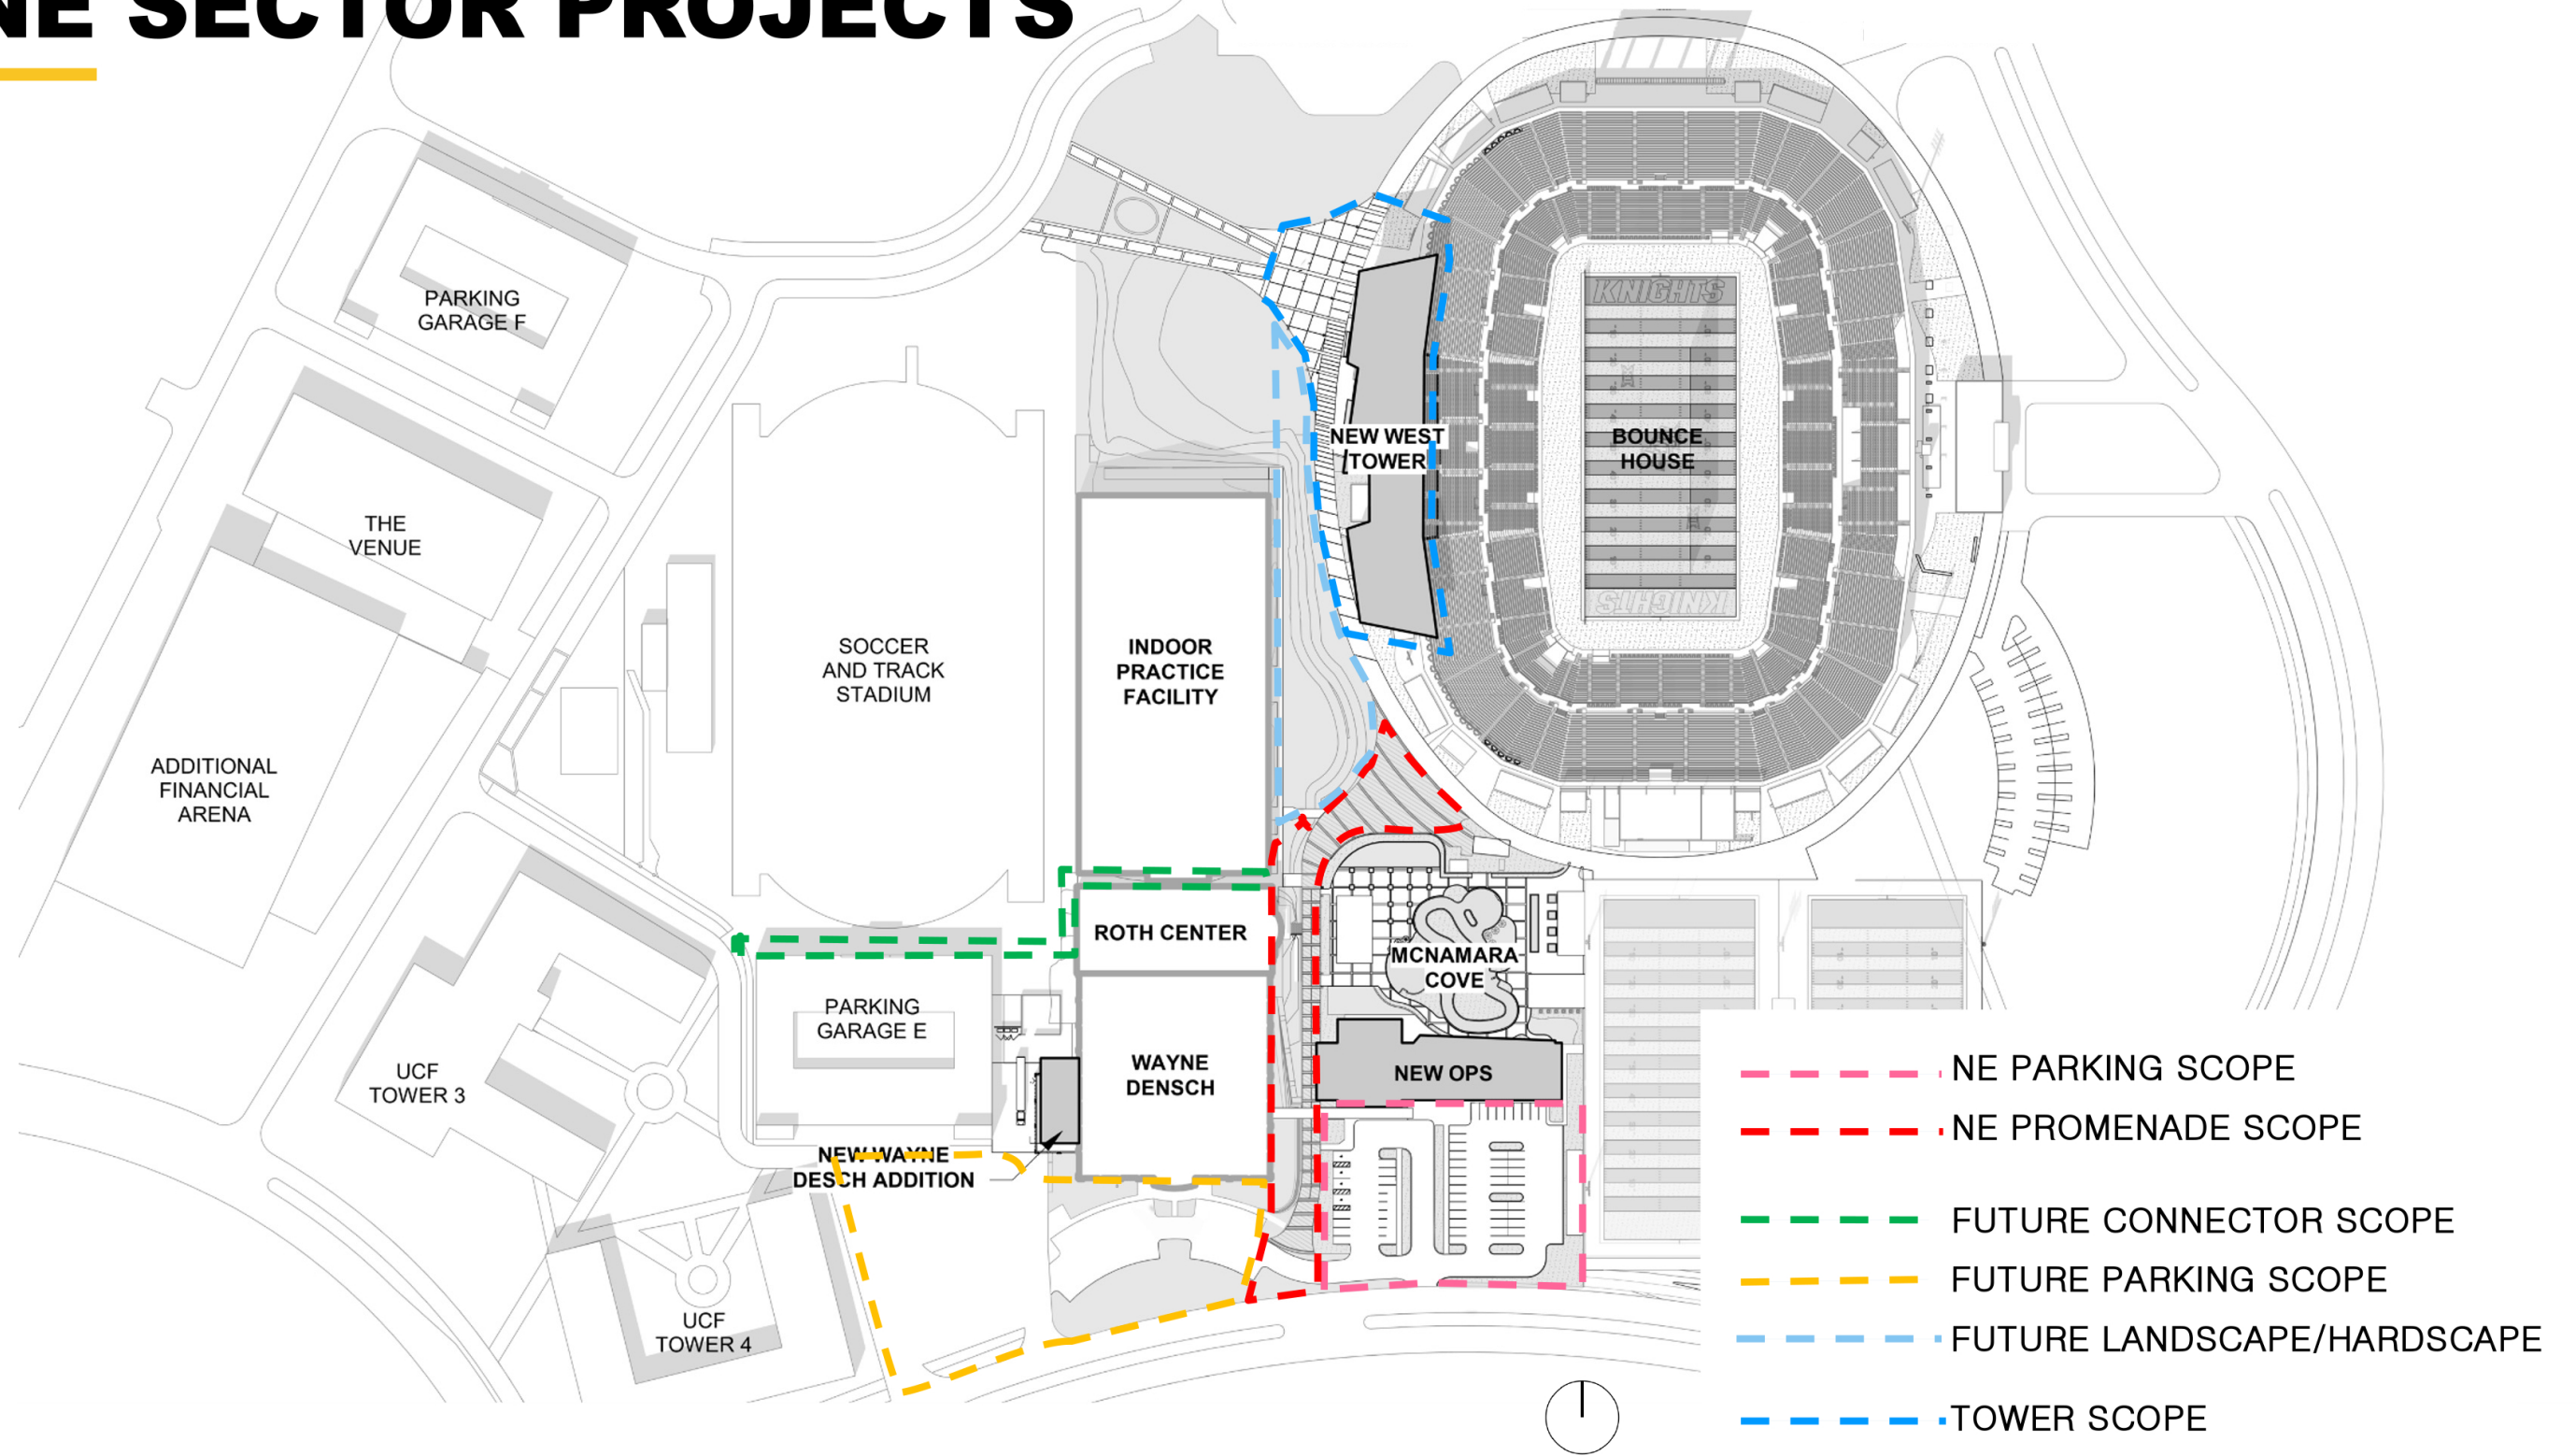 NE SECTOR PROJECTS
PARKING
GARAGE F
KNIGHTS
NEW WEST
TOWER
BOUNCE
HOUSE
THE
VENUE
KNIGHTS
SOCCER
AND TRACK
STADIUM
INDOOR
PRACTICE
FACILITY
ADDITIONAL
FINANCIAL
ARENA
ROTH CENTER
MCNAMARA
COVE
PARKING
GARAGE E
UCF
TOWER 3
WAYNE
DENSCH
NEW OPS
NEW WAYNE
DESCH ADDITION
UCF
TOWER 4
NE PARKING SCOPE
NE PROMENADE SCOPE
FUTURE CONNECTOR SCOPE
FUTURE PARKING SCOPE
FUTURE LANDSCAPE/HARDSCAPE
TOWER SCOPE